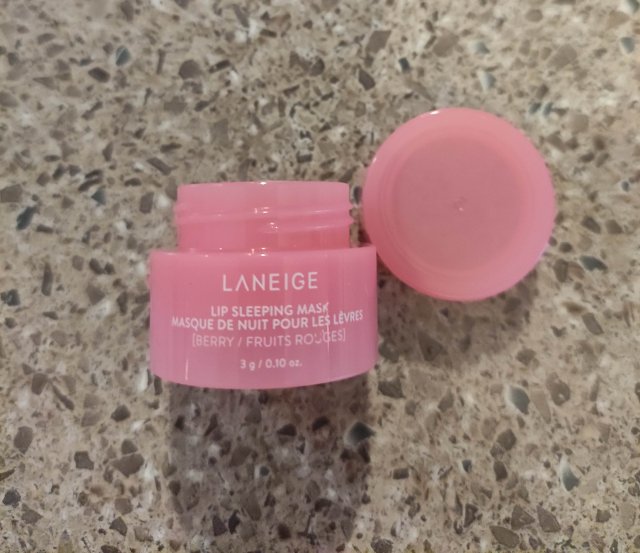 LANEIGE
LIP SLEEPING MASK
MASQUE DE NUIT POUR LES LÈVRES
[BERRY / FRUITS ROUGES]
3 g / 0.10 oz.